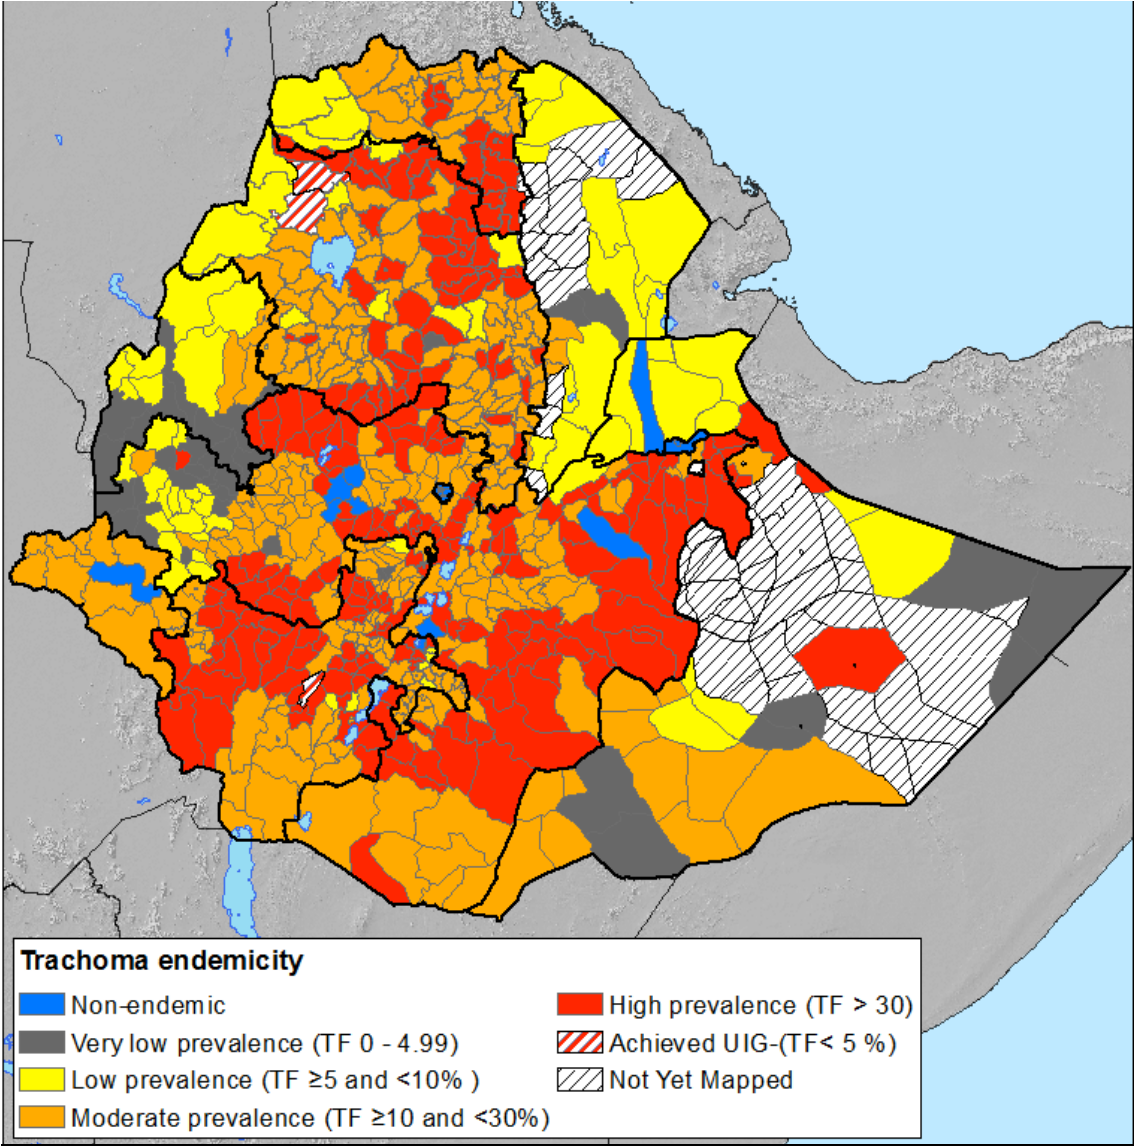 Trachoma endemicity
Non-endemic
Very low prevalence (TF 0 - 4.99)
Low prevalence (TF ≥5 and <10% )
Moderate prevalence (TF ≥10 and <30%)
High prevalence (TF > 30)
Achieved UIG-(TF< 5 %)
Not Yet Mapped